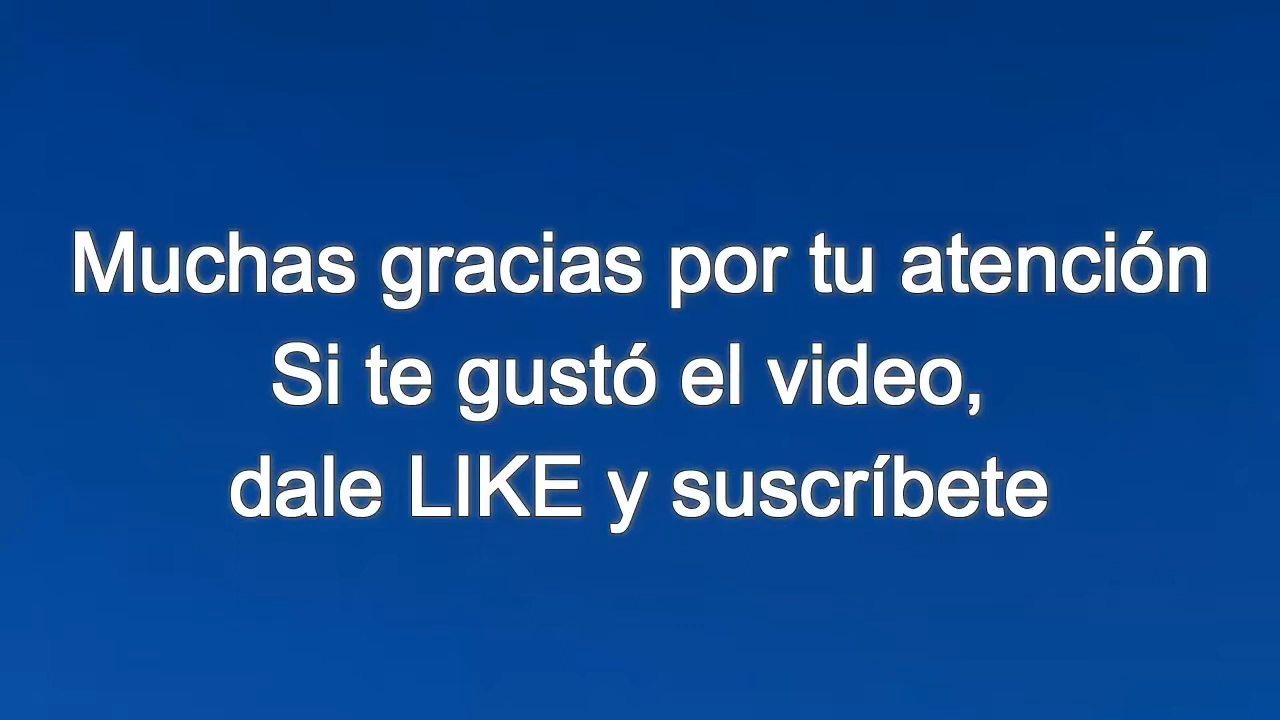 Muchas gracias por tu atención
Si te gustó el video,
dale LIKE y suscríbete